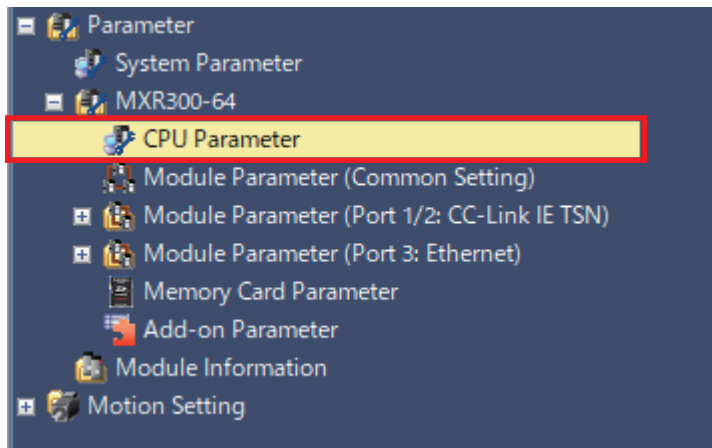 Parameter
System Parameter
MXR300-64
CPU Parameter
Module Parameter (Common Setting)
Module Parameter (Port 1/2: CC-Link IE TSN)
Module Parameter (Port 3: Ethernet)
Memory Card Parameter
Add-on Parameter
Module Information
Motion Setting